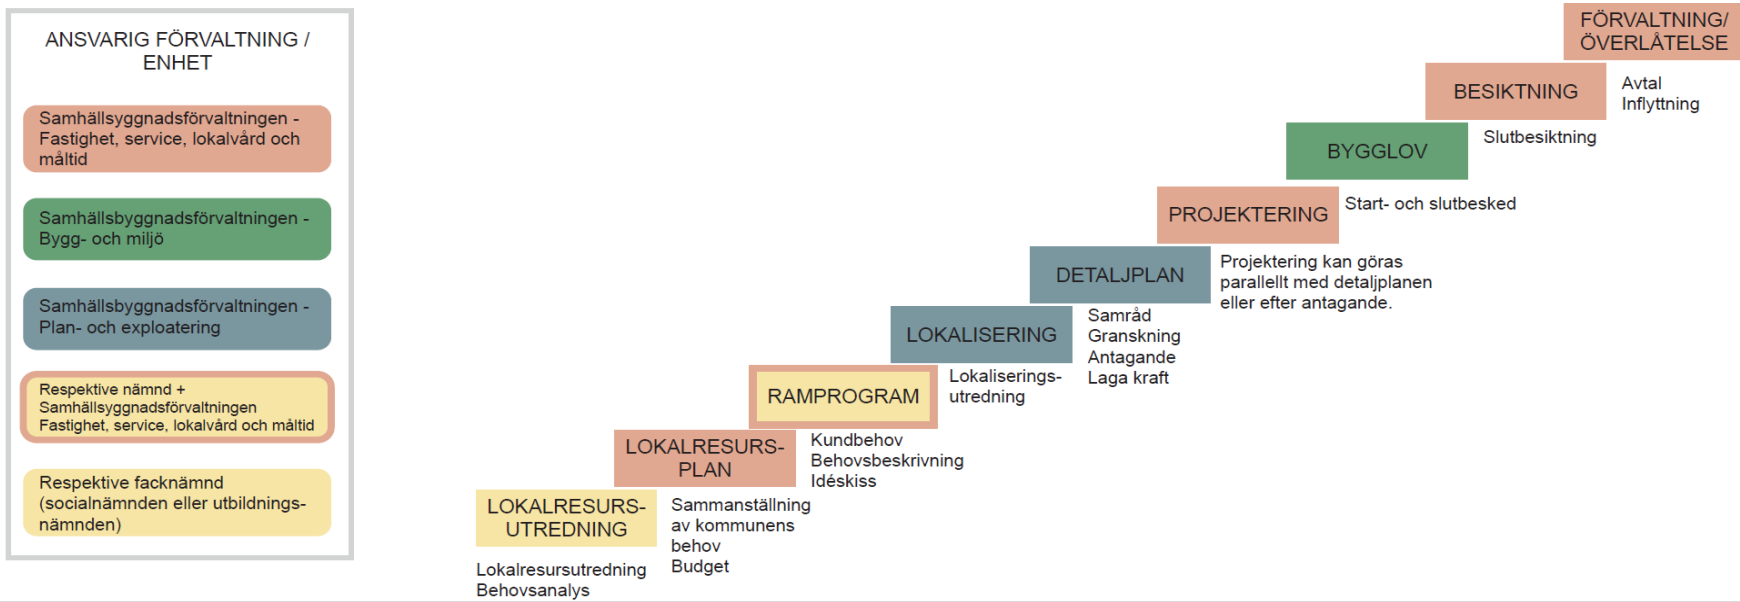 ANSVARIG FÖRVALTNING /
ENHET
Samhällsyggnadsförvaltningen -
Fastighet, service, lokalvård och
måltid
Samhällsbyggnadsförvaltningen -
Bygg- och miljö
Samhällsbyggnadsförvaltningen -
Plan- och exploatering
Respektive nämnd +
Samhällsyggnadsförvaltningen
Fastighet, service, lokalvård och måltid
Respektive facknämnd
(socialnämnden eller utbildnings-
nämnden)
LOKALRESURS-
UTREDNING
Lokalresursutredning
Behovsanalys
LOKALRESURS-
PLAN
Sammanställning
av kommunens
behov
Budget
RAMPROGRAM
Kundbehov
Behovsbeskrivning
Idéskiss
LOKALISERING
Lokaliserings-
utredning
DETALJPLAN
Samråd
Granskning
Antagande
Laga kraft
PROJEKTERING
Projektering kan göras
parallellt med detaljplanen
eller efter antagande.
BYGGLOV
Start- och slutbesked
BESIKTNING
Slutbesiktning
FÖRVALTNING/
ÖVERLÅTELSE
Avtal
Inflyttning